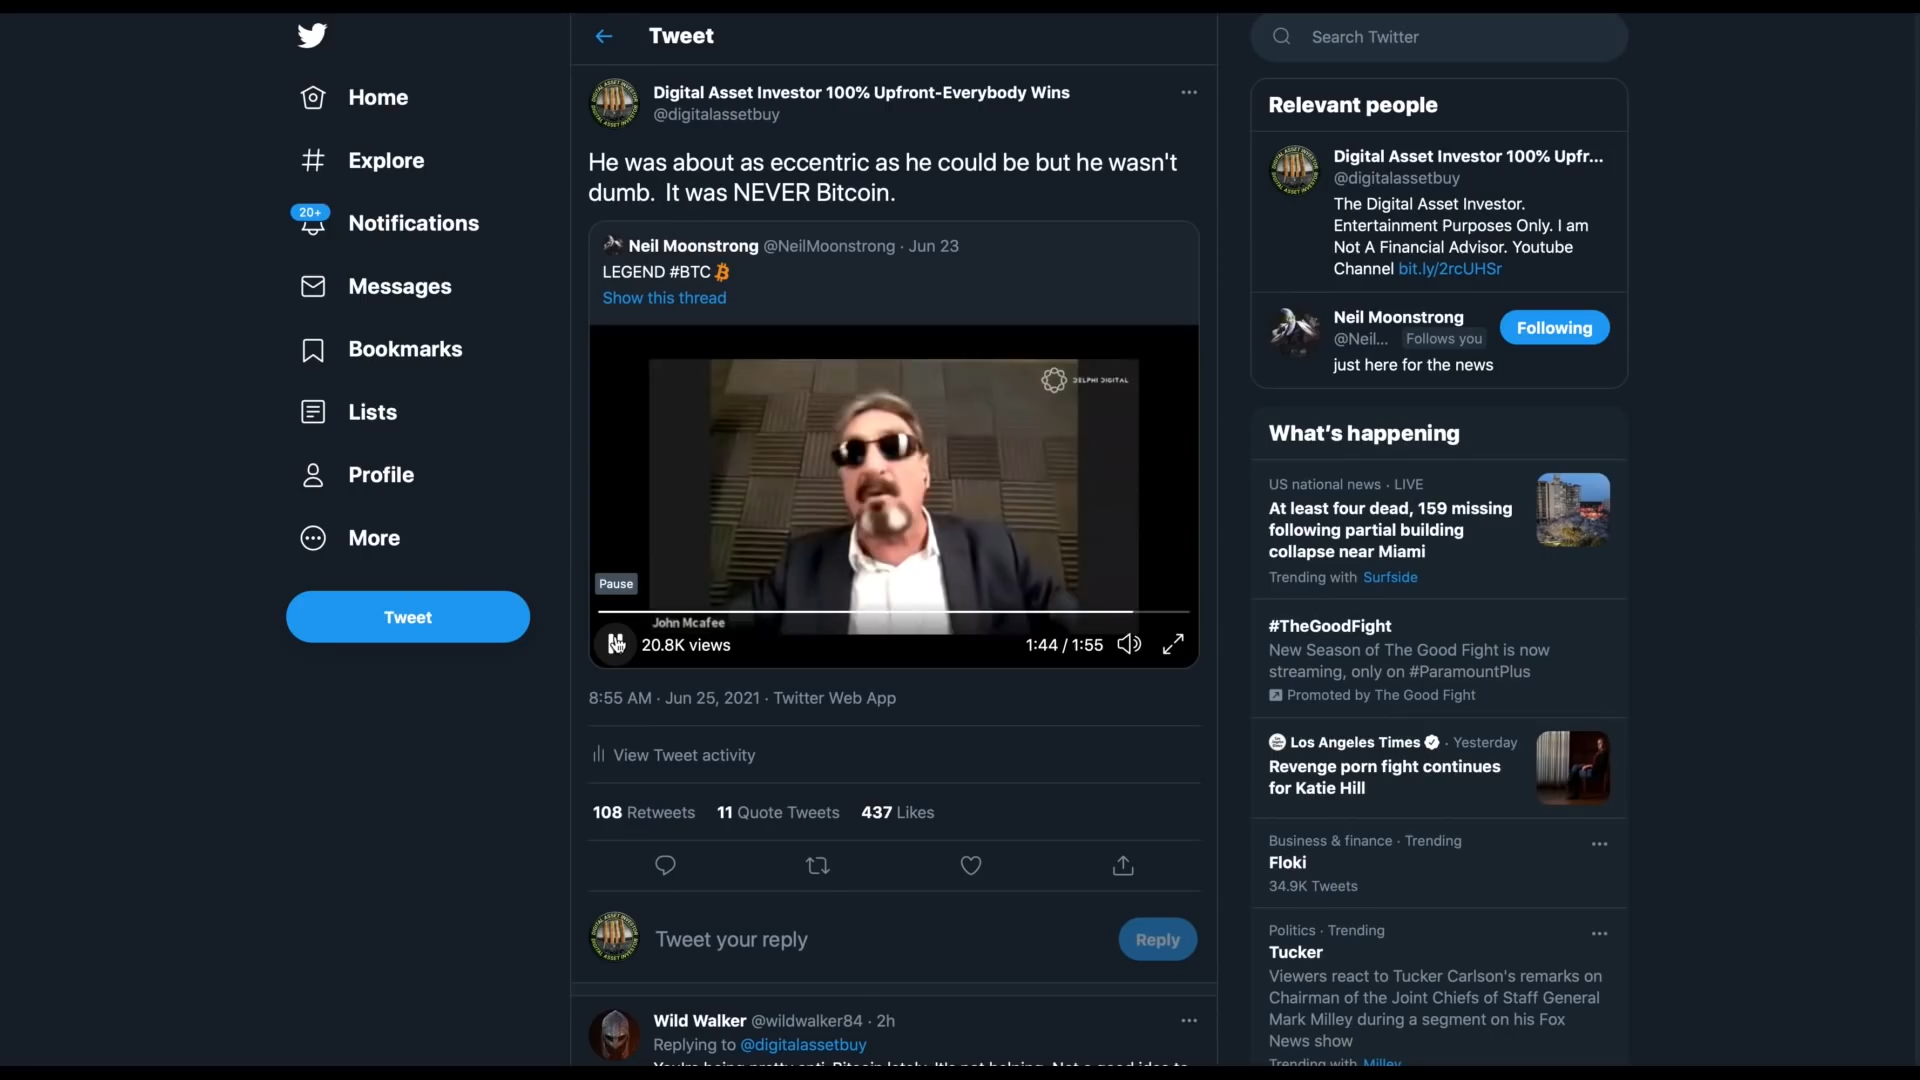 Home
Explore
20+
Notifications
Messages
Bookmarks
Lists
Profile
More
Tweet
Tweet
Digital Asset Investor 100% Upfront-Everybody Wins
@digitalassetbuy
He was about as eccentric as he could be but he wasn't
dumb. It was NEVER Bitcoin.
Neil Moonstrong @NeilMoonstrong · Jun 23
LEGEND #BTC
Show this thread
DELPHI DIGITAL
Pause
John Mcafee
20.8K views
1:44 / 1:55
8:55 AM · Jun 25, 2021 · Twitter Web App
View Tweet activity
108 Retweets 11 Quote Tweets 437 Likes
Tweet your reply
Reply
Wild Walker @wildwalker84 · 2h
Replying to @digitalassetbuy
Search Twitter
Relevant people
Digital Asset Investor 100% Upfr...
@digitalassetbuy
The Digital Asset Investor.
Entertainment Purposes Only. I am
Not A Financial Advisor. Youtube
Channel bit.ly/2rcUHSr
Neil Moonstrong
@Neil... Follows you
Following
just here for the news
What's happening
US national news · LIVE
At least four dead, 159 missing
following partial building
collapse near Miami
Trending with Surfside
#TheGoodFight
New Season of The Good Fight is now
streaming, only on #ParamountPlus
Promoted by The Good Fight
Los Angeles Times · Yesterday
Revenge porn fight continues
for Katie Hill
Business & finance · Trending
Floki
34.9K Tweets
Politics · Trending
Tucker
Viewers react to Tucker Carlson's remarks on
Chairman of the Joint Chiefs of Staff General
Mark Milley during a segment on his Fox
News show
Trending with Milley